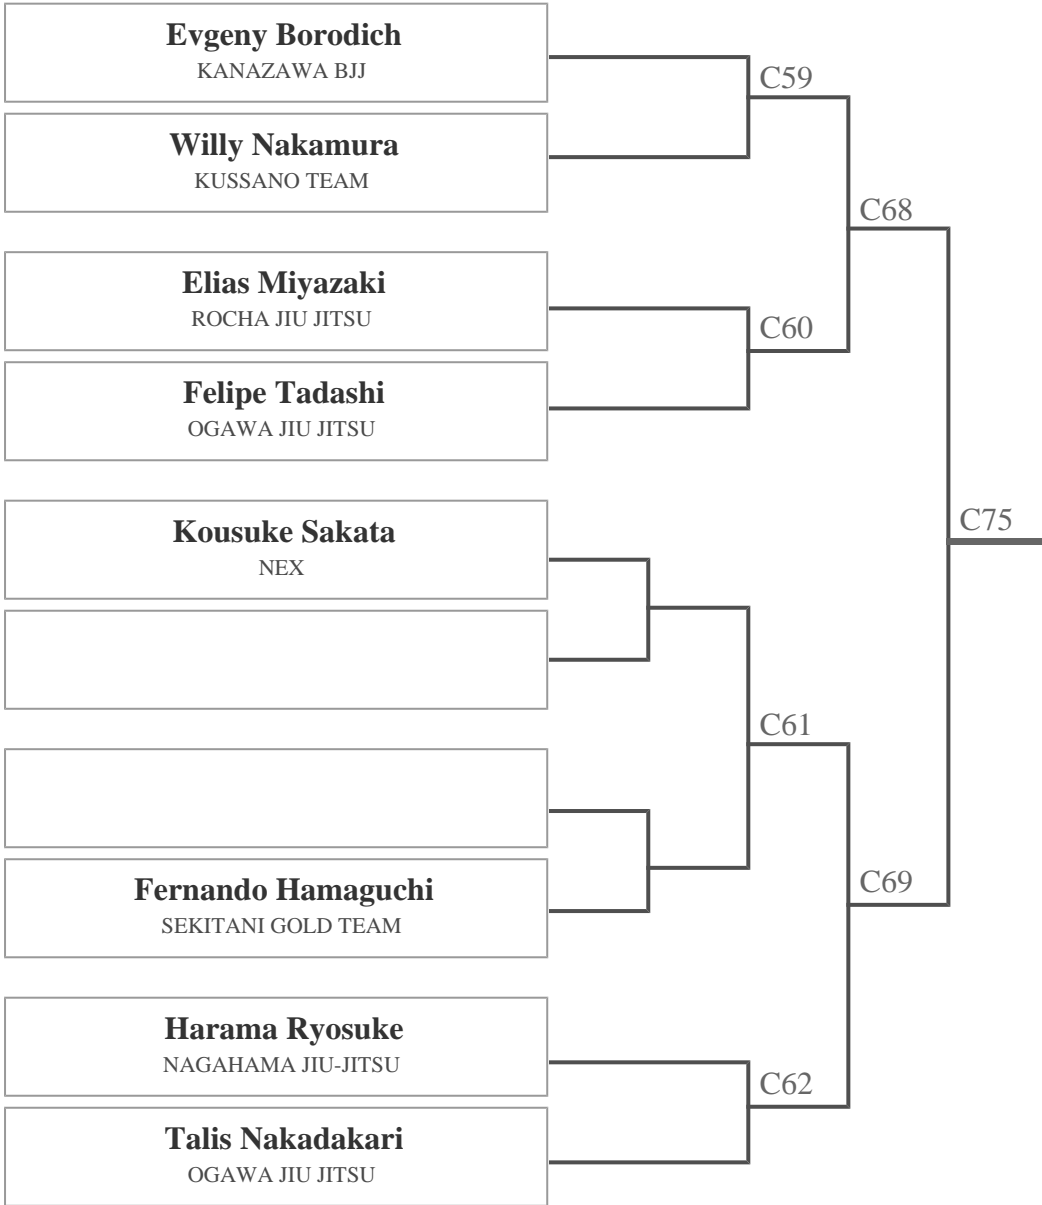 Evgeny Borodich
KANAZAWA BJJ
C59
Willy Nakamura
KUSSANO TEAM
C68
Elias Miyazaki
ROCHA JIU JITSU
C60
Felipe Tadashi
OGAWA JIU JITSU
Kousuke Sakata
NEX
C75
C61
Fernando Hamaguchi
SEKITANI GOLD TEAM
C69
Harama Ryosuke
NAGAHAMA JIU-JITSU
C62
Talis Nakadakari
OGAWA JIU JITSU